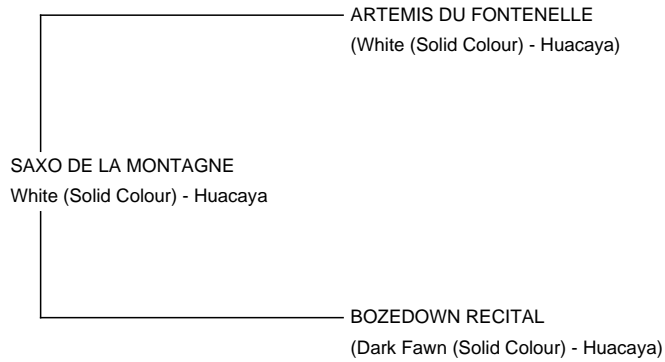 ARTEMIS DU FONTENELLE
(White (Solid Colour) - Huacaya)
SAXO DE LA MONTAGNE
White (Solid Colour) - Huacaya
BOZEDOWN RECITAL
(Dark Fawn (Solid Colour) - Huacaya)